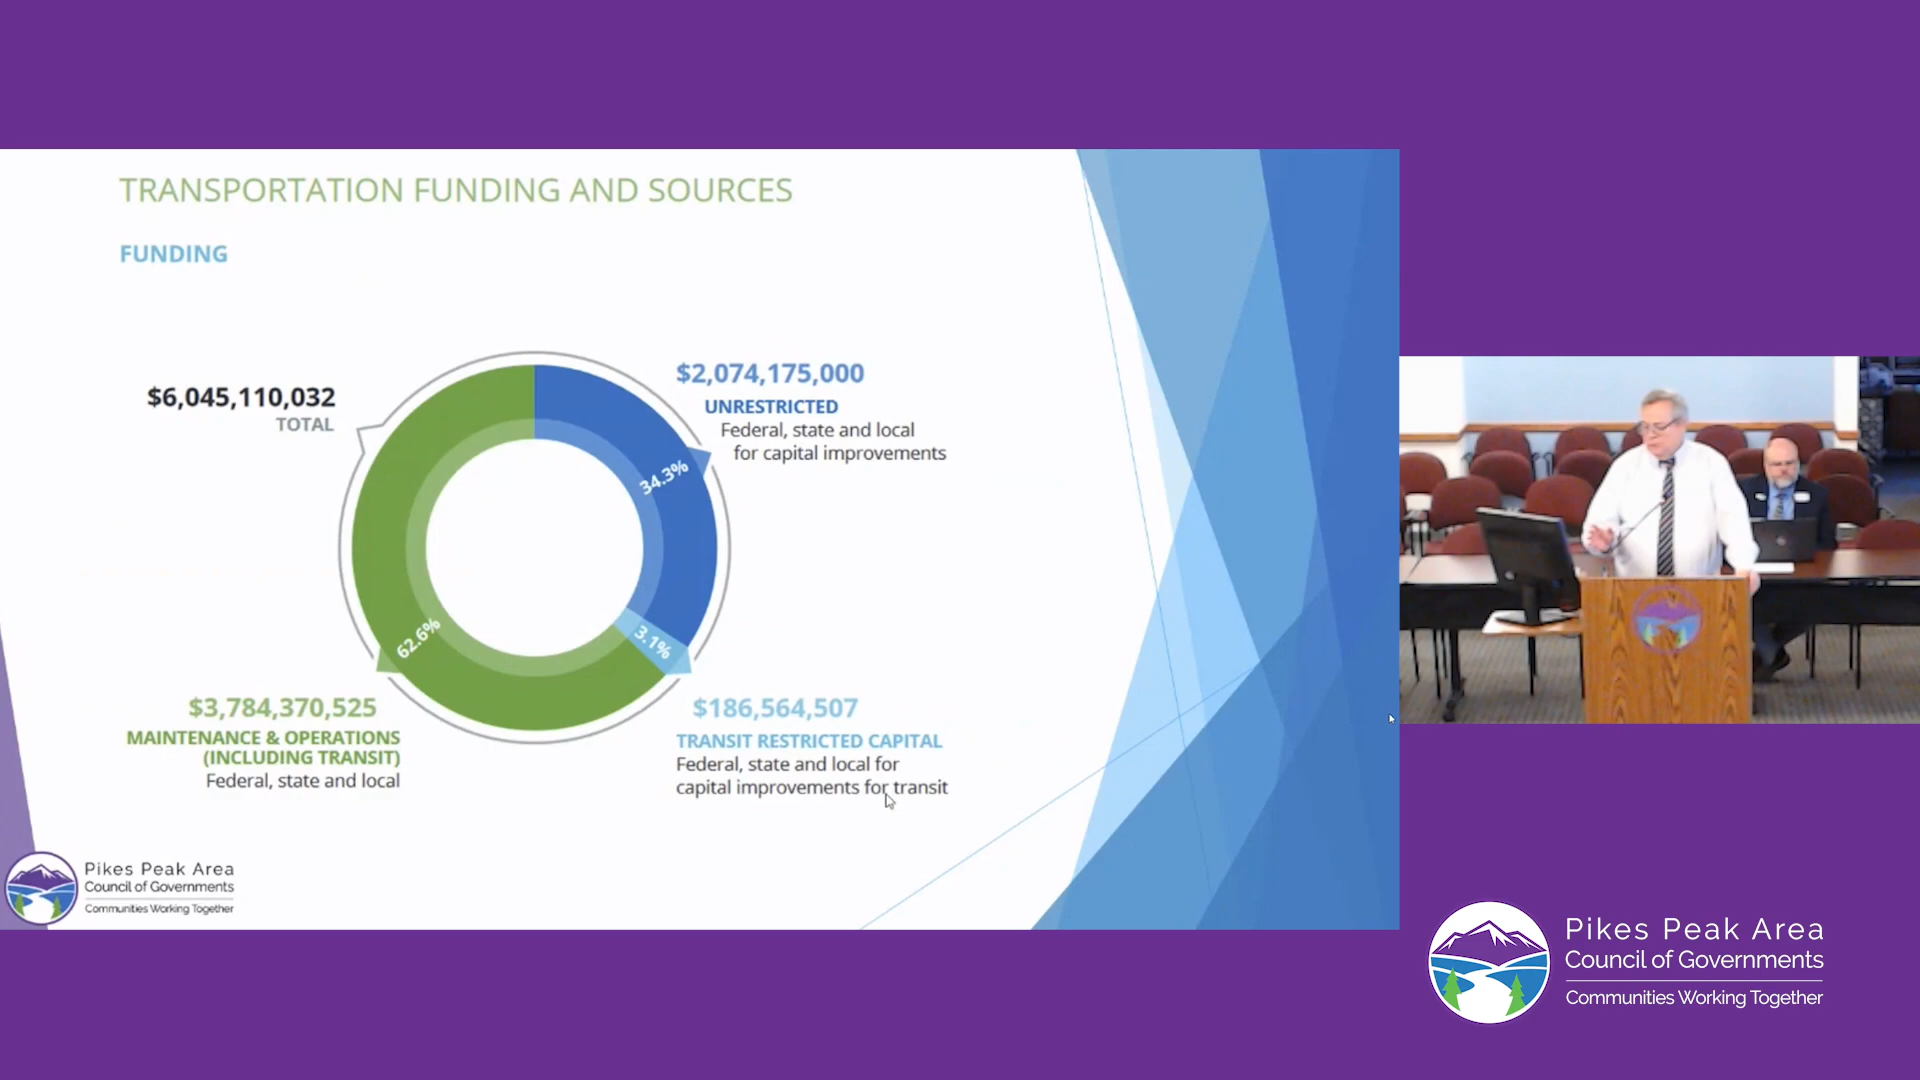 TRANSPORTATION FUNDING AND SOURCES
FUNDING
$6,045,110,032
TOTAL
$2,074,175,000
UNRESTRICTED
Federal, state and local
for capital improvements
34.3%
3.1%
62.6%
$3,784,370,525
MAINTENANCE & OPERATIONS
(INCLUDING TRANSIT)
Federal, state and local
$186,564,507
TRANSIT RESTRICTED CAPITAL
Federal, state and local for
capital improvements for transit
Pikes Peak Area
Council of Governments
Communities Working Together
Pikes Peak Area
Council of Governments
Communities Working Together